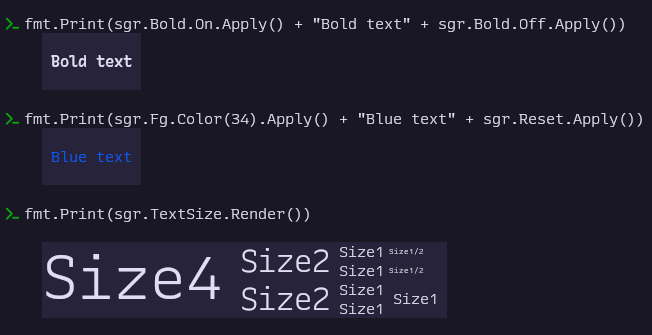 fmt.Print(sgr.Bold.On.Apply() + "Bold text" + sgr.Bold.Off.Apply())
Bold text
fmt.Print(sgr.Fg.Color(34).Apply() + "Blue text" + sgr.Reset.Apply())
Blue text
fmt.Print(sgr.TextSize.Render())
Size4
Size2
Size2
Size1 Size1/2
Size1 Size1/2
Size1
Size1
Size1